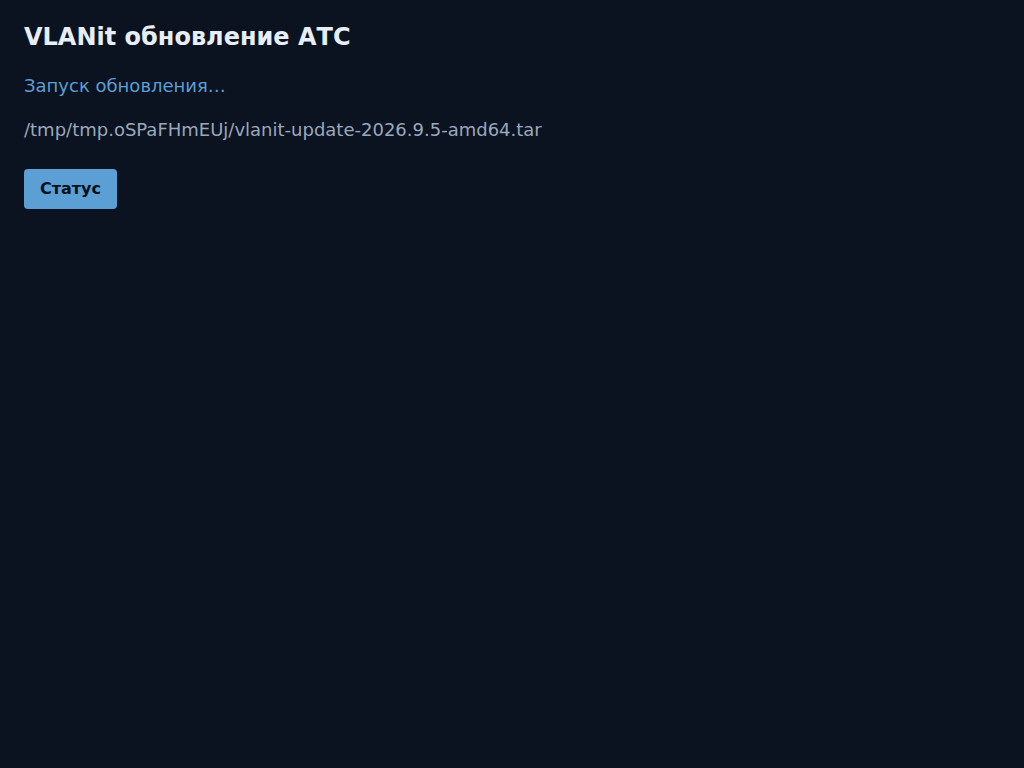 VLANit обновление АТС
Запуск обновления…
/tmp/tmp.oSPaFHmEUj/vlanit-update-2026.9.5-amd64.tar
Статус